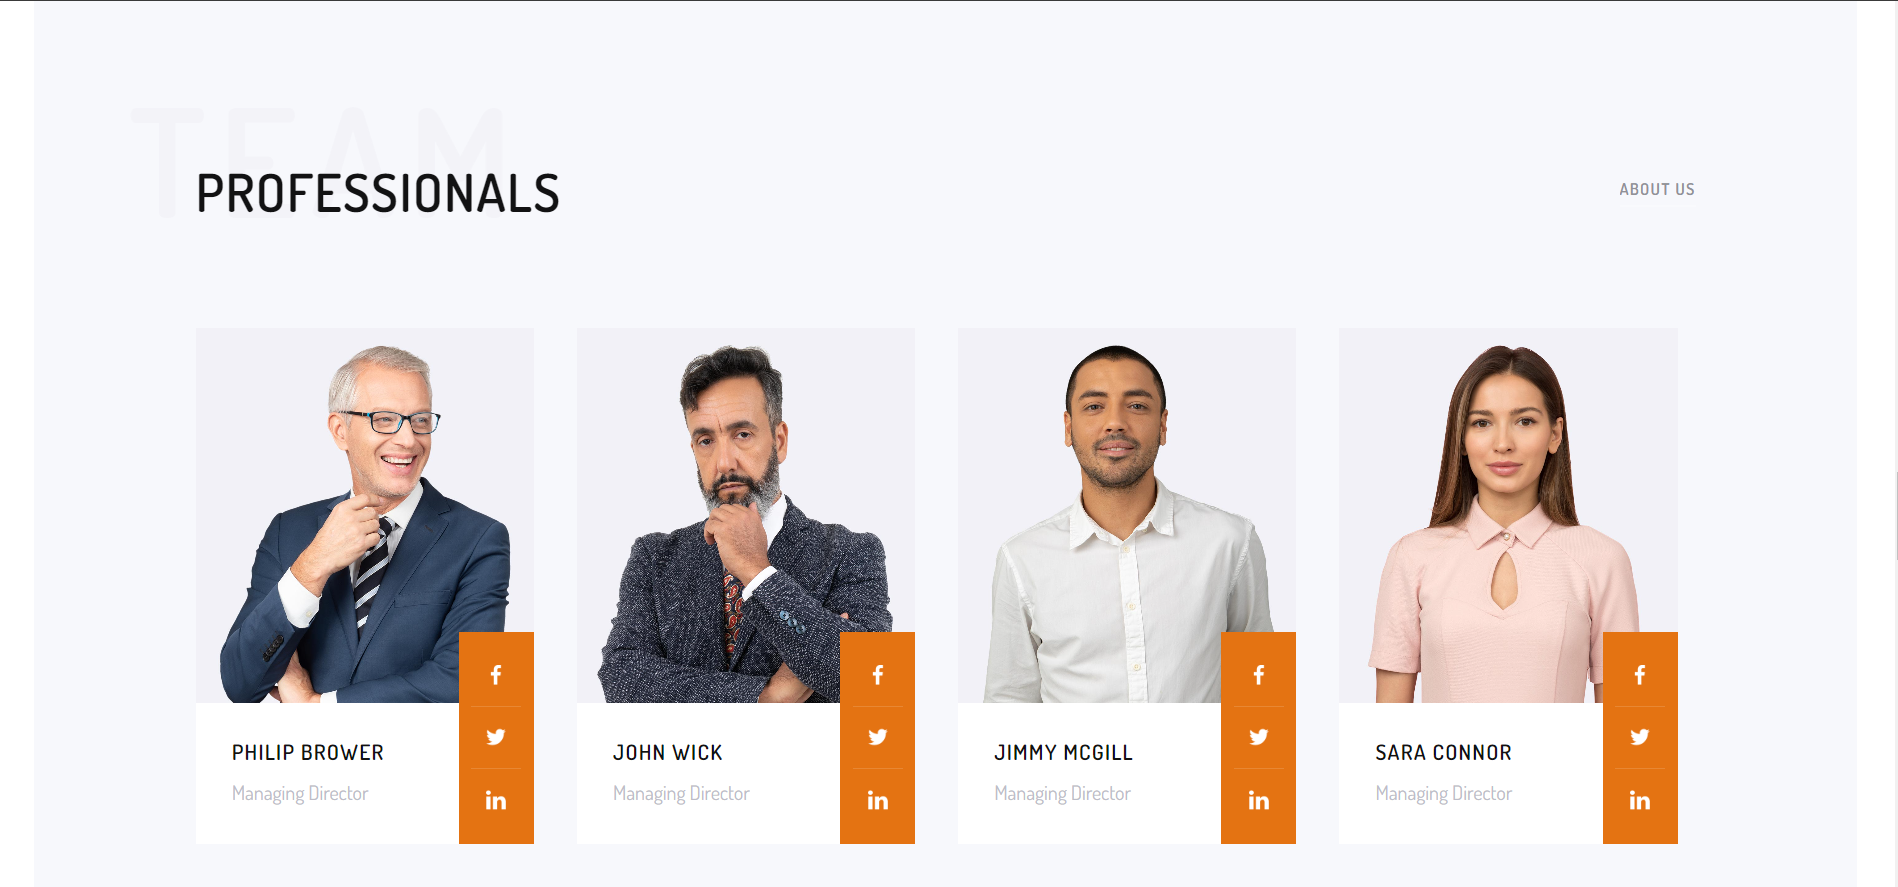 TEAM
PROFESSIONALS
ABOUT US
PHILIP BROWER
Managing Director
JOHN WICK
Managing Director
JIMMY MCGILL
Managing Director
SARA CONNOR
Managing Director